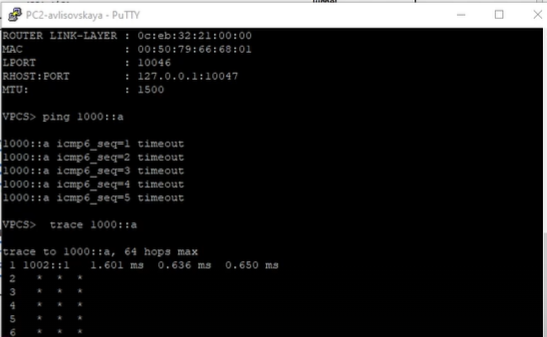 PC2-avlisovskaya - PuTTY
ROUTER LINK-LAYER : 0c:eb:32:21:00:00
MAC : 00:50:79:66:68:01
LPORT : 10046
RHOST:PORT : 127.0.0.1:10047
MTU: : 1500
VPCS> ping 1000::a
1000::a icmp6_seq=1 timeout
1000::a icmp6_seq=2 timeout
1000::a icmp6_seq=3 timeout
1000::a icmp6_seq=4 timeout
1000::a icmp6_seq=5 timeout
VPCS> trace 1000::a
trace to 1000::a, 64 hops max
1 1002::1 1.601 ms 0.636 ms 0.650 ms
2 * * *
3 * * *
4 * * *
5 * * *
6 * * *